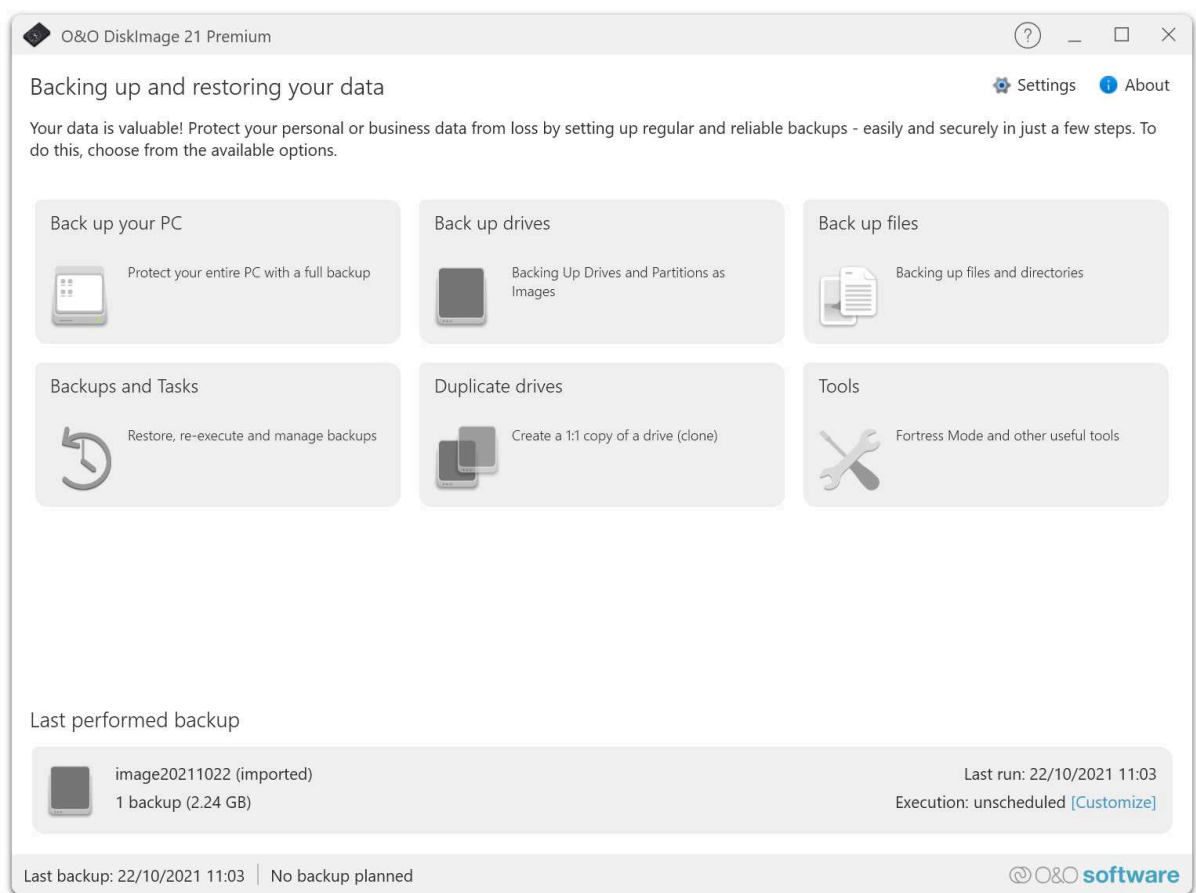 O&O DiskImage 21 Premium
?
Backing up and restoring your data
Settings
About
Your data is valuable! Protect your personal or business data from loss by setting up regular and reliable backups - easily and securely in just a few steps. To
do this, choose from the available options.
Back up your PC
Protect your entire PC with a full backup
Back up drives
Backing Up Drives and Partitions as
Images
Back up files
Backing up files and directories
Backups and Tasks
Restore, re-execute and manage backups
Duplicate drives
Create a 1:1 copy of a drive (clone)
Tools
Fortress Mode and other useful tools
Last performed backup
image20211022 (imported)
1 backup (2.24 GB)
Last run: 22/10/2021 11:03
Execution: unscheduled [Customize]
Last backup: 22/10/2021 11:03
No backup planned
O&O software